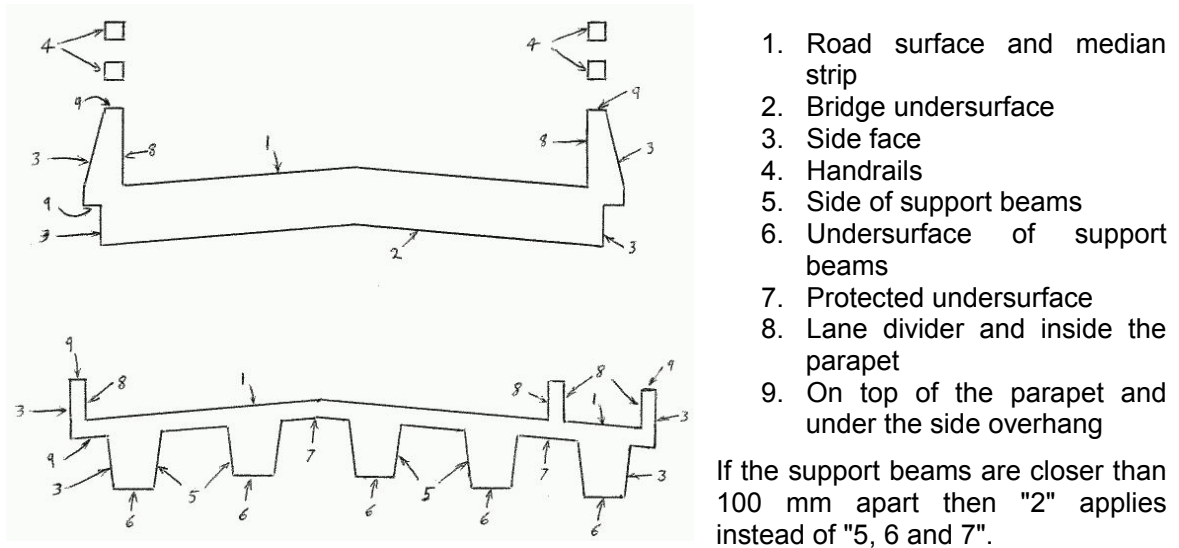 4
4
9
9
3
8
1
8
3
9
3
2
3
1. Road surface and median
strip
2. Bridge undersurface
3. Side face
4. Handrails
5. Side of support beams
6. Undersurface of support
beams
7. Protected undersurface
8. Lane divider and inside the
parapet
9. On top of the parapet and
under the side overhang
If the support beams are closer than
100 mm apart then "2" applies
instead of "5, 6 and 7".
9
8
1
8
8
9
3
1
3
9
7
7
3
5
5
3
6
6
6
6
6